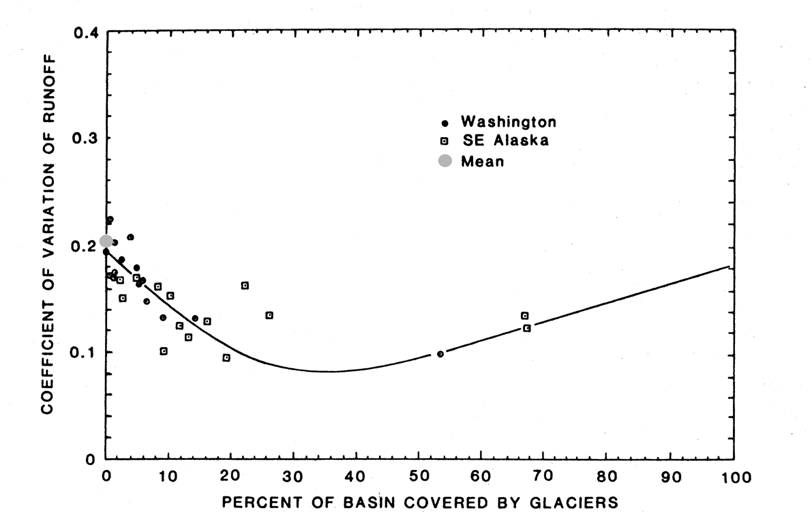 0.4
0.3
0.2
0.1
0
COEFFICIENT OF VARIATION OF RUNOFF
Washington
SE Alaska
Mean
0 10 20 30 40 50 60 70 80 90 100
PERCENT OF BASIN COVERED BY GLACIERS